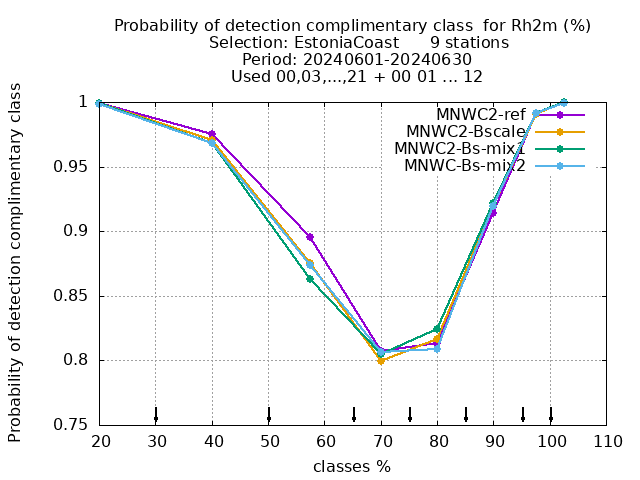 Probability of detection complimentary class  for Rh2m (%)
Selection: EstoniaCoast      9 stations
Period: 20240601-20240630
Used 00,03,...,21 + 00 01 ... 12
Probability of detection complimentary class
MNWC2-ref
MNWC2-Bscale
MNWC2-Bs-mix1
MNWC-Bs-mix2
1
0.95
0.9
0.85
0.8
0.75
20 30 40 50 60 70 80 90 100 110
classes %